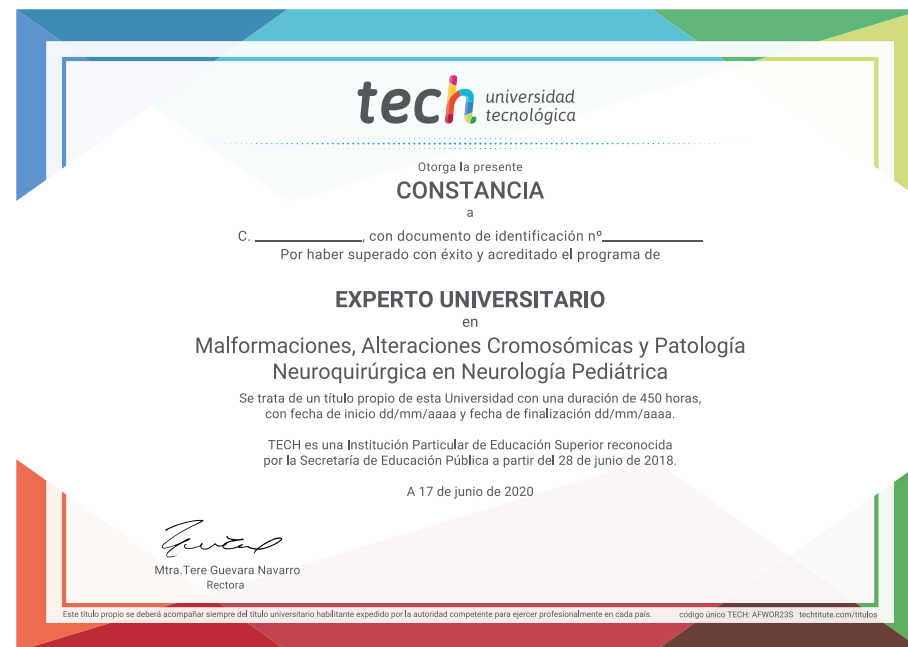 tech universidad
tecnológica
Otorga la presente
CONSTANCIA
a
C. ____________, con documento de identificación nº____________
Por haber superado con éxito y acreditado el programa de
EXPERTO UNIVERSITARIO
en
Malformaciones, Alteraciones Cromosómicas y Patología
Neuroquirúrgica en Neurología Pediátrica
Se trata de un título propio de esta Universidad con una duración de 450 horas,
con fecha de inicio dd/mm/aaaa y fecha de finalización dd/mm/aaaa.
TECH es una Institución Particular de Educación Superior reconocida
por la Secretaría de Educación Pública a partir del 28 de junio de 2018.
A 17 de junio de 2020
Mtra.Tere Guevara Navarro
Rectora
Este título propio se deberá acompañar siempre del título universitario habilitante expedido por la autoridad competente para ejercer profesionalmente en cada país. código único TECH: AFWOR23S techtitute.com/titulos